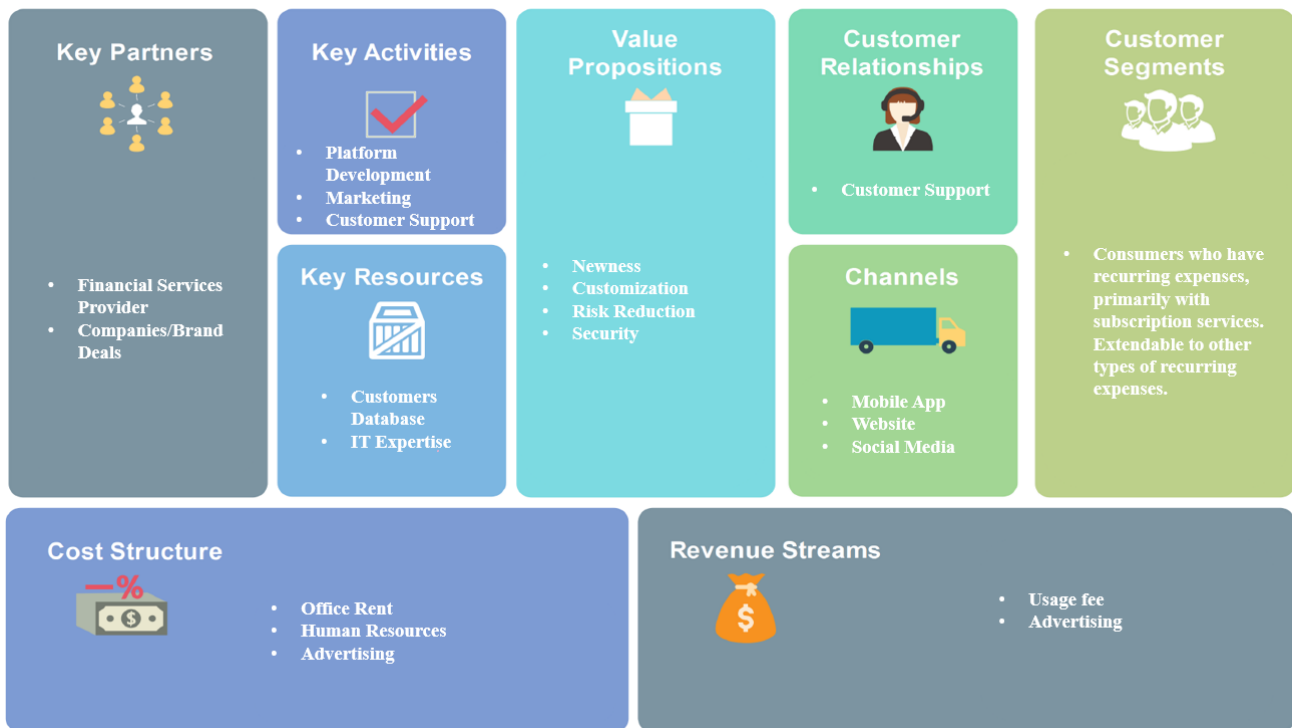 Key Partners
• Financial Services
Provider
• Companies/Brand
Deals
Key Activities
• Platform
Development
• Marketing
• Customer Support
Key Resources
• Customers
Database
• IT Expertise
Value
Propositions
• Newness
• Customization
• Risk Reduction
• Security
Customer
Relationships
• Customer Support
Channels
• Mobile App
• Website
• Social Media
Customer
Segments
• Consumers who have
recurring expenses,
primarily with
subscription services.
Extendable to other
types of recurring
expenses.
Cost Structure
—%
$
• Office Rent
• Human Resources
• Advertising
Revenue Streams
$
• Usage fee
• Advertising